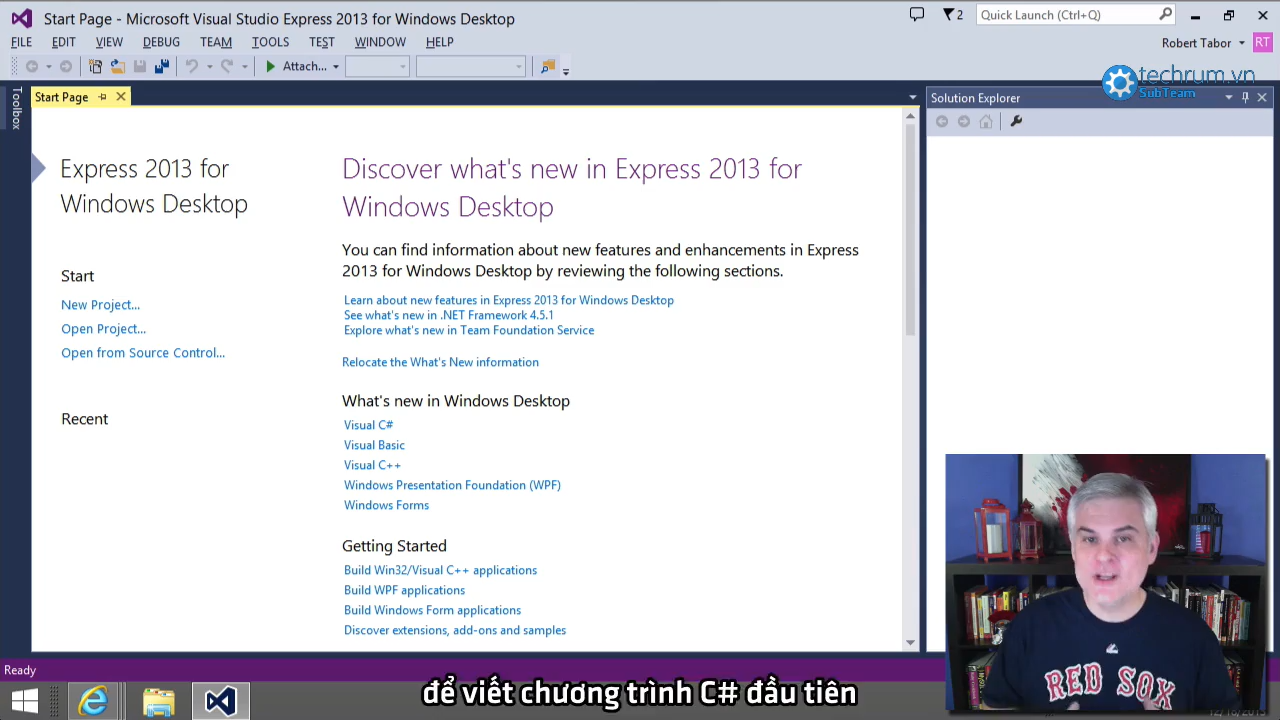 Start Page - Microsoft Visual Studio Express 2013 for Windows Desktop
2
Quick Launch (Ctrl+Q)
FILE EDIT VIEW DEBUG TEAM TOOLS TEST WINDOW HELP
Robert Tabor
RT
Attach...
techrum.vn
SubTeam
Toolbox
Start Page
Solution Explorer
Express 2013 for
Windows Desktop
Start
New Project...
Open Project...
Open from Source Control...
Recent
Discover what's new in Express 2013 for
Windows Desktop
You can find information about new features and enhancements in Express
2013 for Windows Desktop by reviewing the following sections.
Learn about new features in Express 2013 for Windows Desktop
See what's new in .NET Framework 4.5.1
Explore what's new in Team Foundation Service
Relocate the What's New information
What's new in Windows Desktop
Visual C#
Visual Basic
Visual C++
Windows Presentation Foundation (WPF)
Windows Forms
Getting Started
Build Win32/Visual C++ applications
Build WPF applications
Build Windows Form applications
Discover extensions, add-ons and samples
RED SOX
Ready
để viết chương trình C# đầu tiên